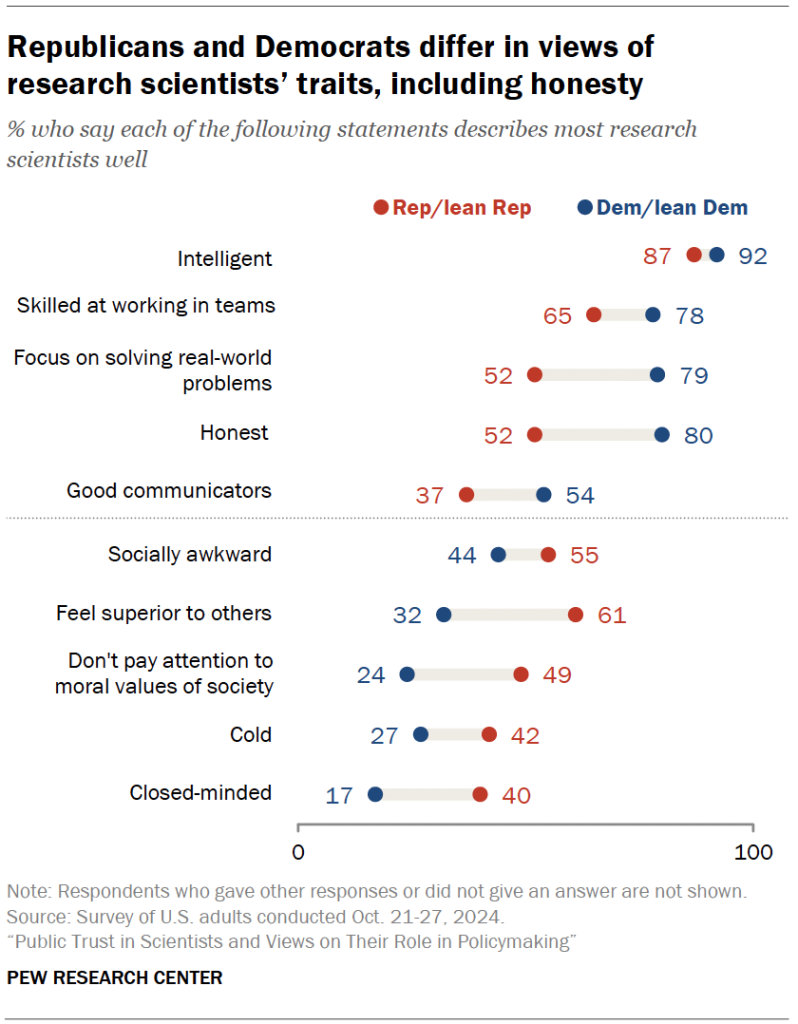 Republicans and Democrats differ in views of
research scientists’ traits, including honesty
% who say each of the following statements describes most research
scientists well
Rep/lean Rep Dem/lean Dem
Intelligent 87 92
Skilled at working in teams 65 78
Focus on solving real-world
problems 52 79
Honest 52 80
Good communicators 37 54
Socially awkward 44 55
Feel superior to others 32 61
Don't pay attention to
moral values of society 24 49
Cold 27 42
Closed-minded 17 40
0 100
Note: Respondents who gave other responses or did not give an answer are not shown.
Source: Survey of U.S. adults conducted Oct. 21-27, 2024.
“Public Trust in Scientists and Views on Their Role in Policymaking”
PEW RESEARCH CENTER